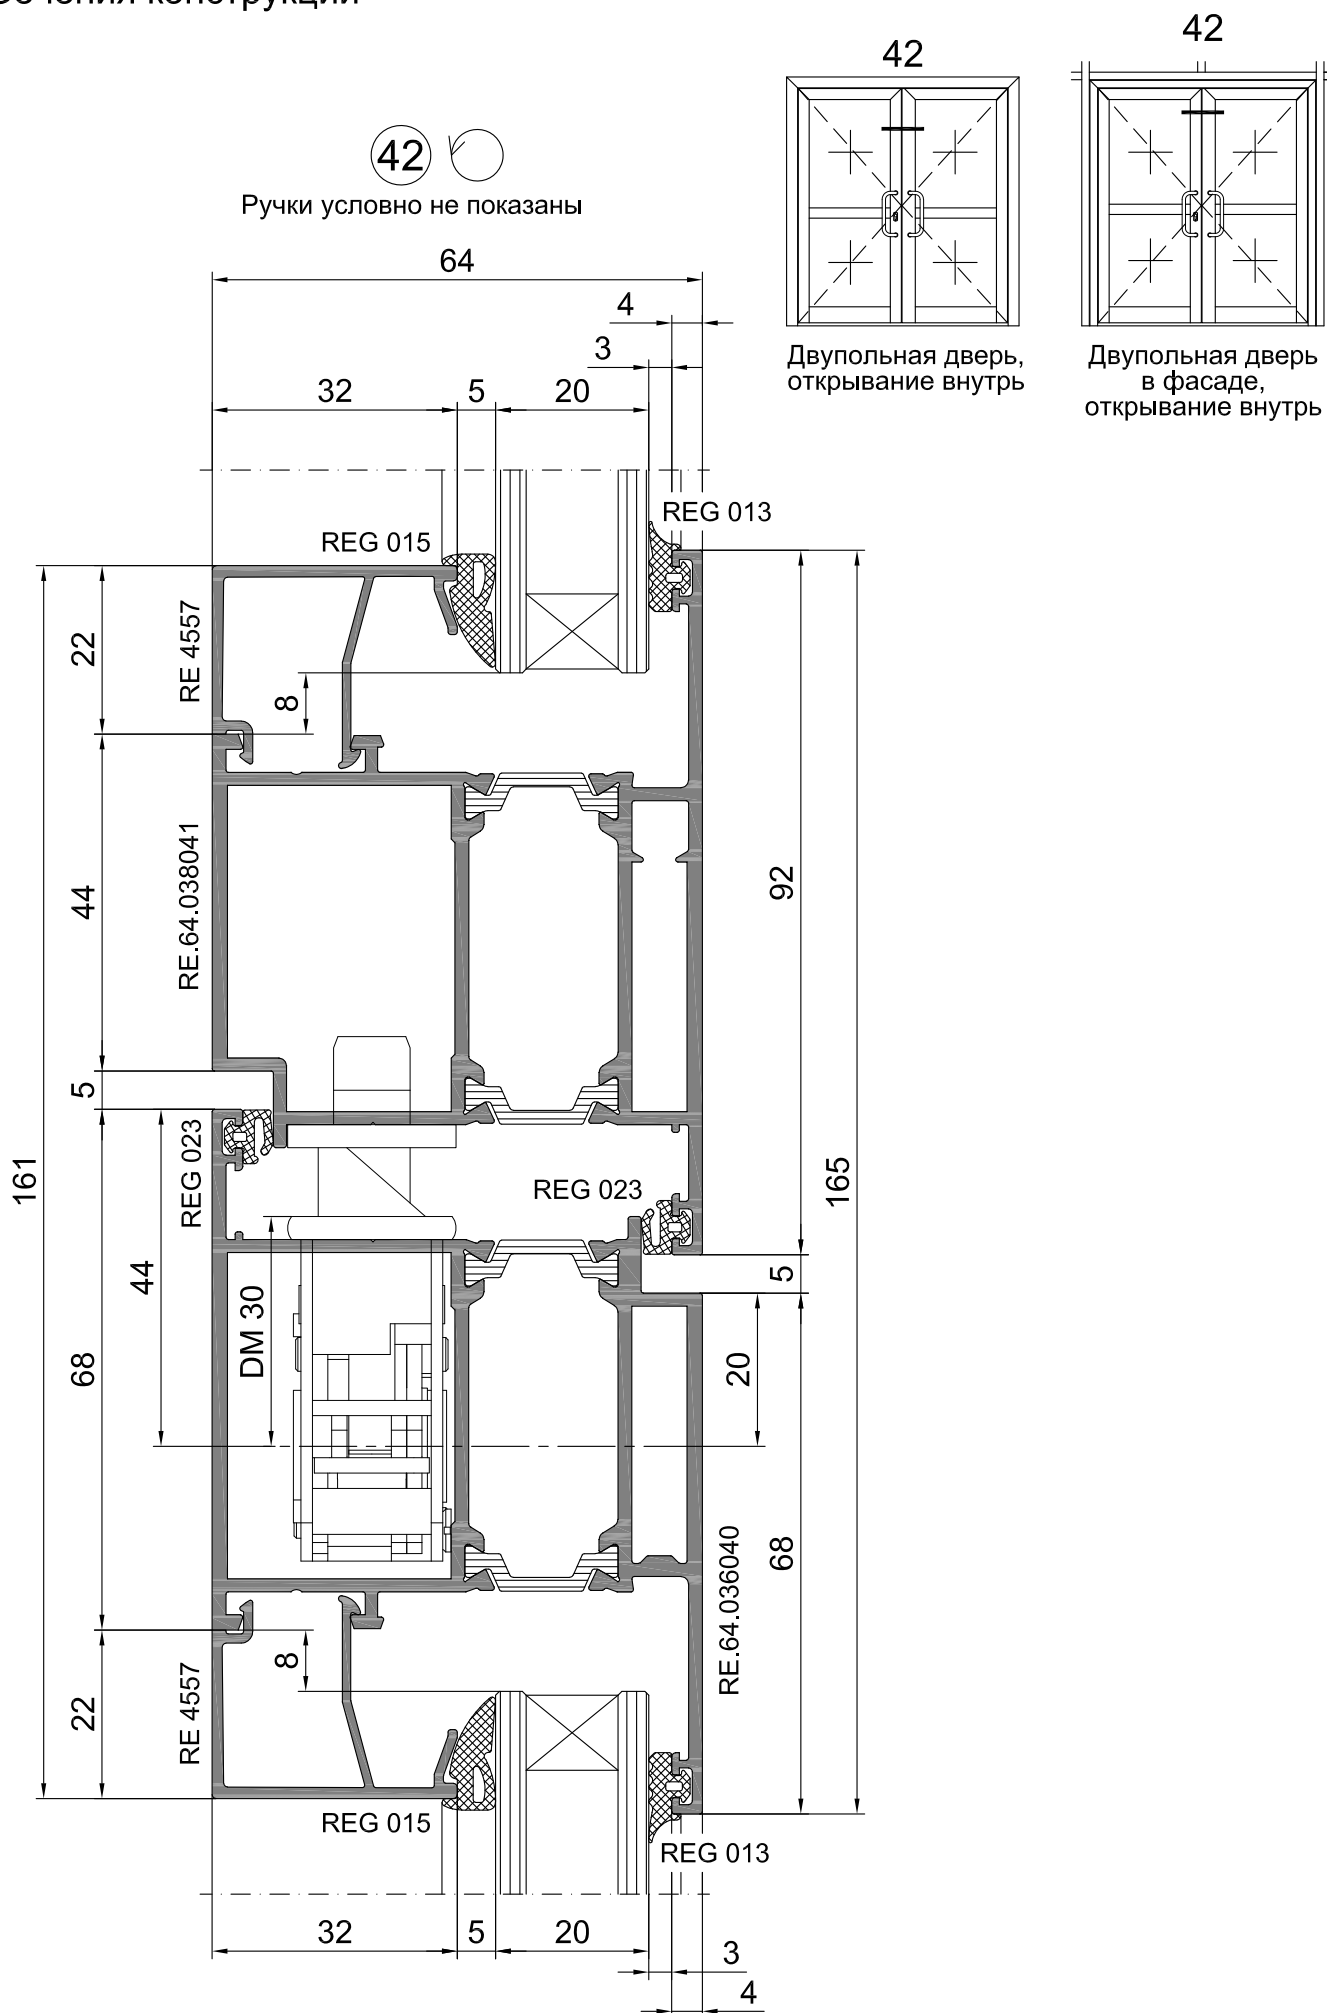 42
42
42
Ручки условно не показаны
Двупольная дверь,
открывание внутрь
Двупольная дверь
в фасаде,
открывание внутрь
64
4
3
32
5
20
REG 013
REG 015
22
RE 4557
8
44
RE.64.038041
92
5
161
REG 023
REG 023
165
44
DM 30
5
68
20
68
RE.64.036040
8
22
RE 4557
REG 015
REG 013
32
5
20
3
4